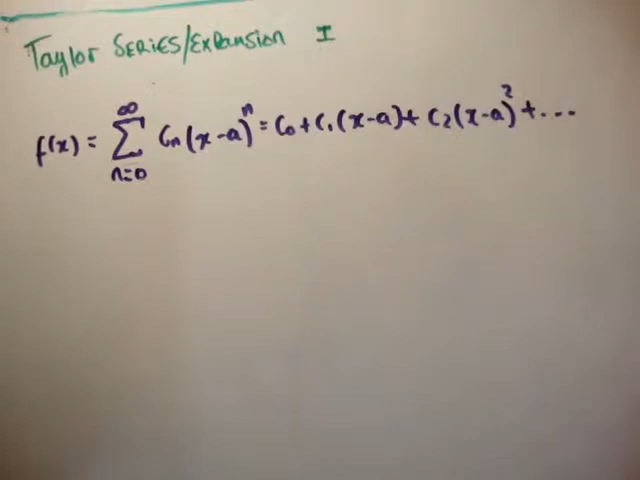 Taylor SERIES/Expansion I
f(x) = ∑_{n=0}^{∞} Cn(x-a)^n = C0 + C1(x-a) + C2(x-a)^2 + ...